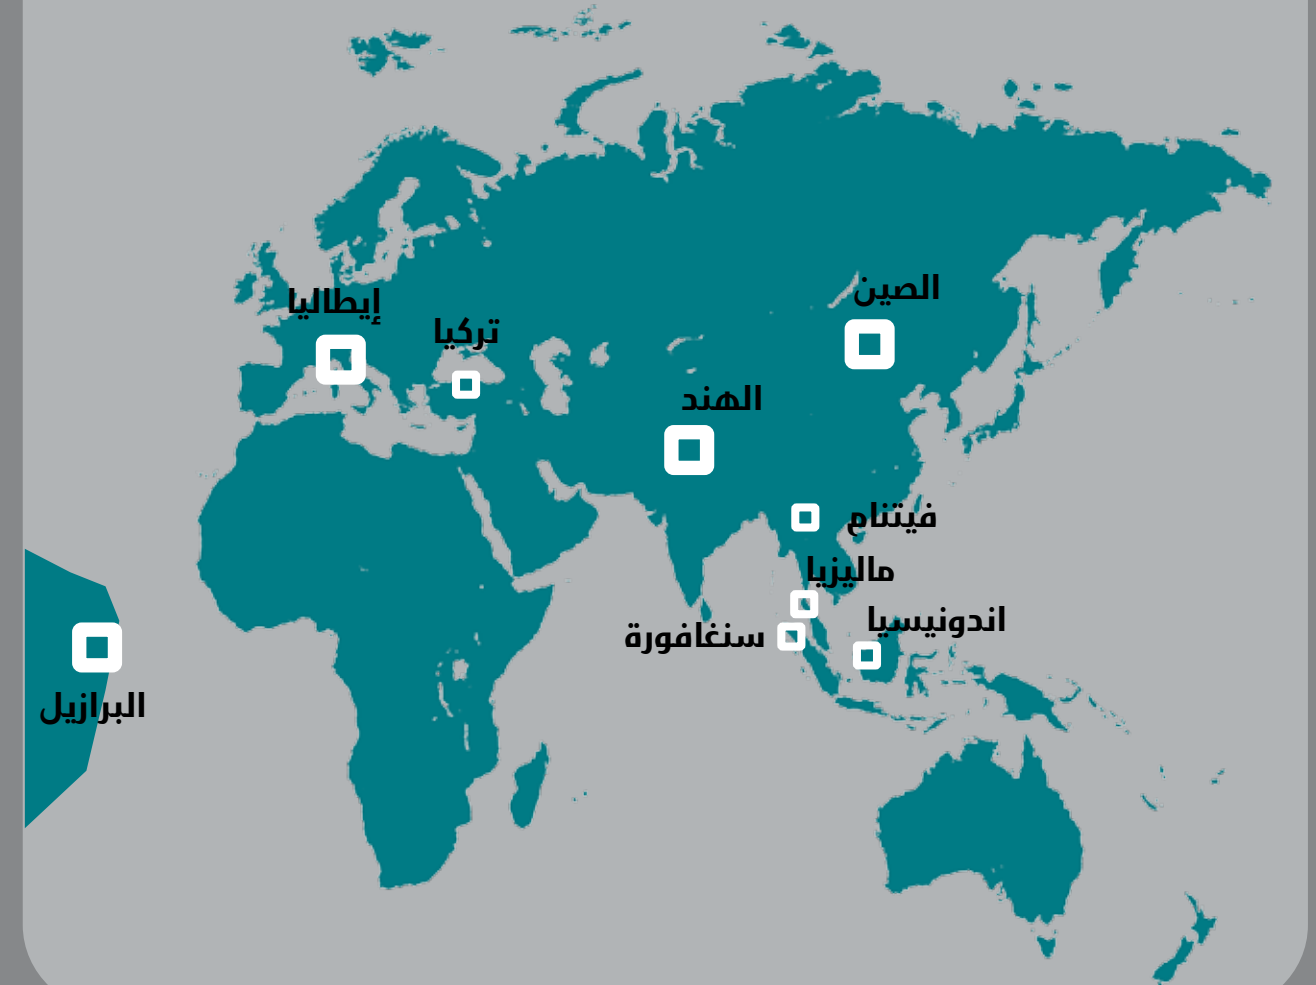 الصين
إيطاليا
تركيا
الهند
فيتنام
ماليزيا
اندونيسيا
سنغافورة
البرازيل